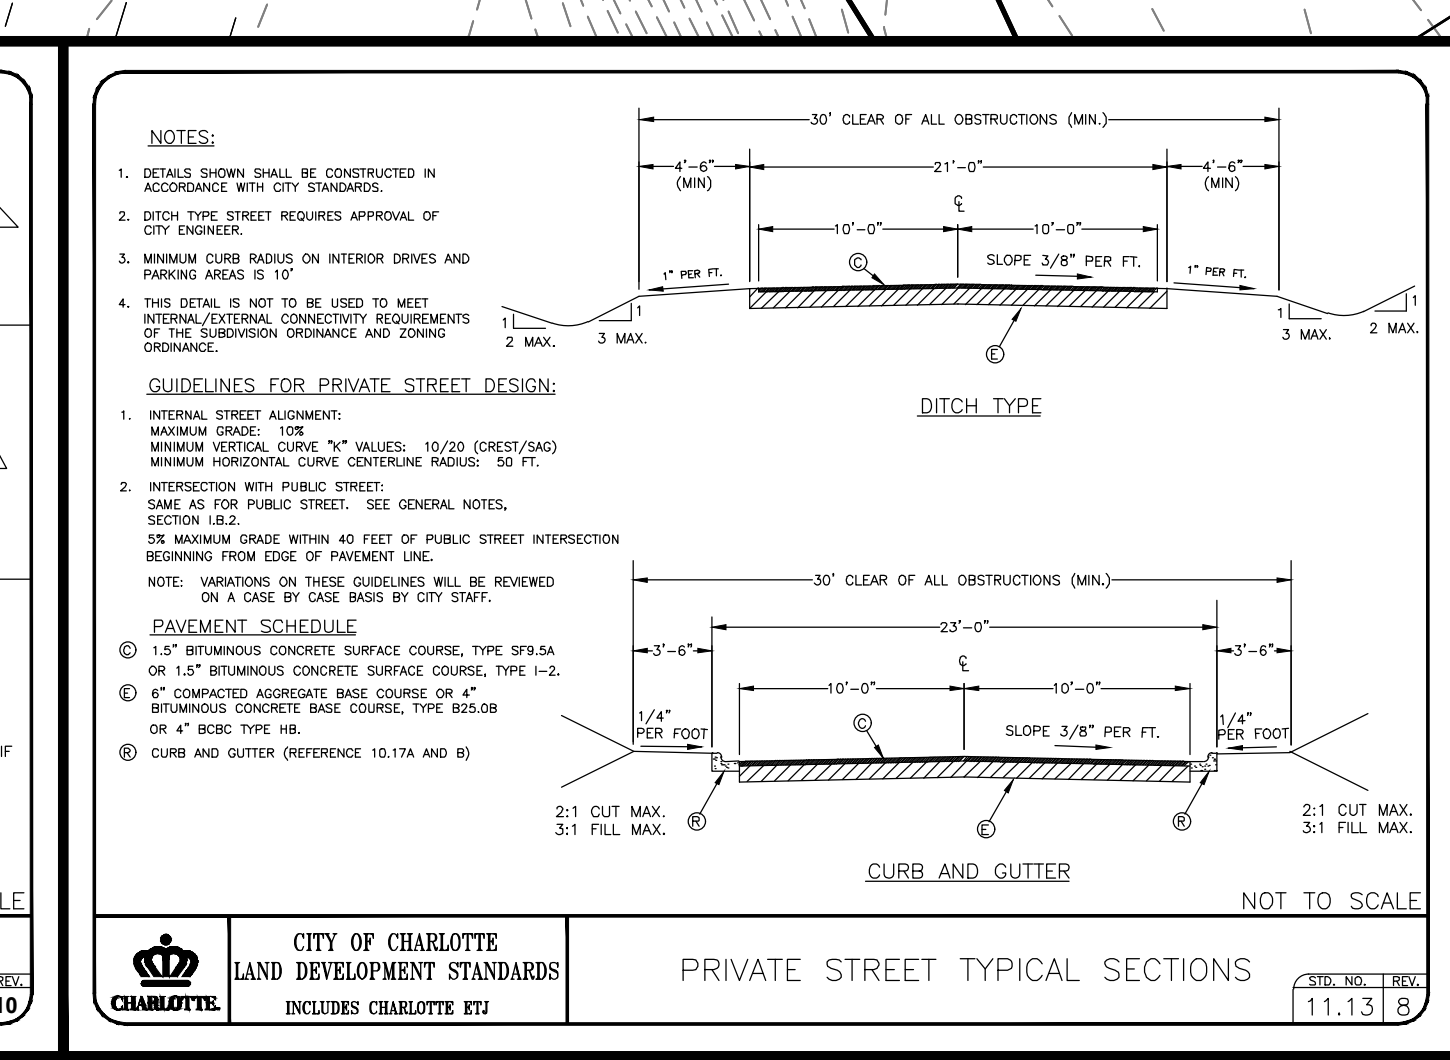 NOTES:
1. DETAILS SHOWN SHALL BE CONSTRUCTED IN
ACCORDANCE WITH CITY STANDARDS.
2. DITCH TYPE STREET REQUIRES APPROVAL OF
CITY ENGINEER.
3. MINIMUM CURB RADIUS ON INTERIOR DRIVES AND
PARKING AREAS IS 10'
4. THIS DETAIL IS NOT TO BE USED TO MEET
INTERNAL/EXTERNAL CONNECTIVITY REQUIREMENTS
OF THE SUBDIVISION ORDINANCE AND ZONING
ORDINANCE.
GUIDELINES FOR PRIVATE STREET DESIGN:
1. INTERNAL STREET ALIGNMENT:
MAXIMUM GRADE: 10%
MINIMUM VERTICAL CURVE "K" VALUES: 10/20 (CREST/SAG)
MINIMUM HORIZONTAL CURVE CENTERLINE RADIUS: 50 FT.
2. INTERSECTION WITH PUBLIC STREET:
SAME AS FOR PUBLIC STREET. SEE GENERAL NOTES,
SECTION I.B.2.
5% MAXIMUM GRADE WITHIN 40 FEET OF PUBLIC STREET INTERSECTION
BEGINNING FROM EDGE OF PAVEMENT LINE.
NOTE: VARIATIONS ON THESE GUIDELINES WILL BE REVIEWED
ON A CASE BY CASE BASIS BY CITY STAFF.
PAVEMENT SCHEDULE
C 1.5" BITUMINOUS CONCRETE SURFACE COURSE, TYPE SF9.5A
OR 1.5" BITUMINOUS CONCRETE SURFACE COURSE, TYPE I-2.
E 6" COMPACTED AGGREGATE BASE COURSE OR 4"
BITUMINOUS CONCRETE BASE COURSE, TYPE B25.0B
OR 4" BCBC TYPE HB.
R CURB AND GUTTER (REFERENCE 10.17A AND B)
30' CLEAR OF ALL OBSTRUCTIONS (MIN.)
4'-6" 21'-0" 4'-6"
(MIN) (MIN)
℄
10'-0" 10'-0"
C SLOPE 3/8" PER FT.
1" PER FT. 1" PER FT.
1 1 1 1
2 MAX. 3 MAX. 3 MAX. 2 MAX.
E
DITCH TYPE
30' CLEAR OF ALL OBSTRUCTIONS (MIN.)
23'-0"
3'-6" 3'-6"
℄
10'-0" 10'-0"
1/4" 1/4"
PER FOOT C SLOPE 3/8" PER FT. PER FOOT
2:1 CUT MAX. 2:1 CUT MAX.
3:1 FILL MAX. R E R 3:1 FILL MAX.
CURB AND GUTTER
NOT TO SCALE
CHARLOTTE.
CITY OF CHARLOTTE
LAND DEVELOPMENT STANDARDS
INCLUDES CHARLOTTE ETJ
PRIVATE STREET TYPICAL SECTIONS
STD. NO. REV.
11.13 8
IF
LE
REV.
10